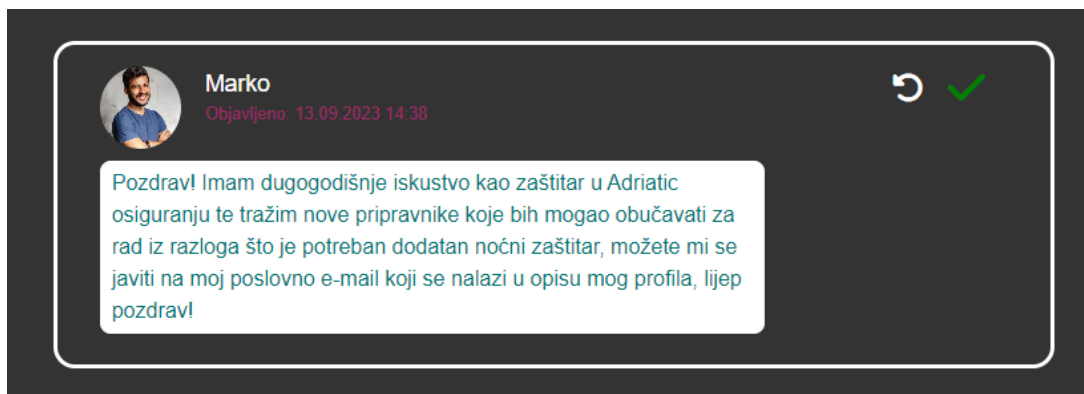 Marko
Objavljeno: 13.09.2023 14:38
Pozdrav! Imam dugogodišnje iskustvo kao zaštitar u Adriatic
osiguranju te tražim nove pripravnike koje bih mogao obučavati za
rad iz razloga što je potreban dodatan noćni zaštitar, možete mi se
javiti na moj poslovno e-mail koji se nalazi u opisu mog profila, lijep
pozdrav!